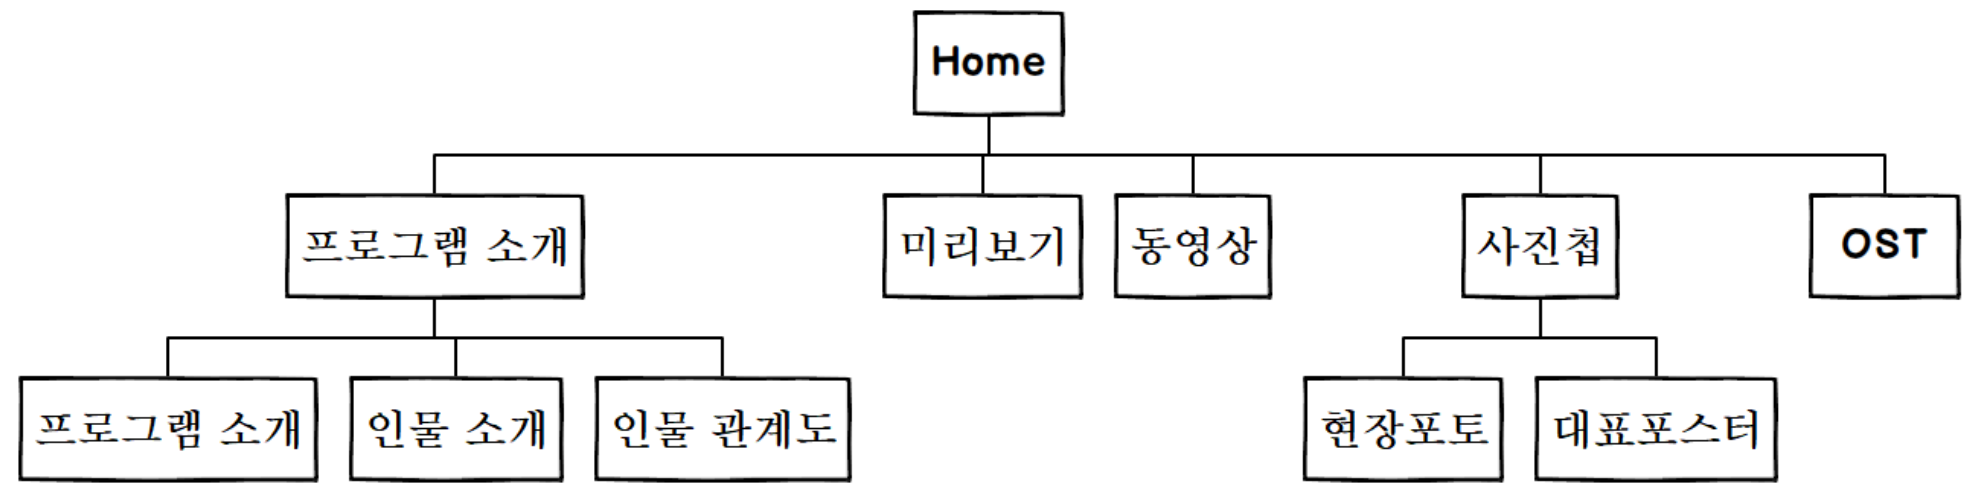 Home
프로그램 소개
미리보기
동영상
사진첩
OST
프로그램 소개
인물 소개
인물 관계도
현장포토
대표포스터